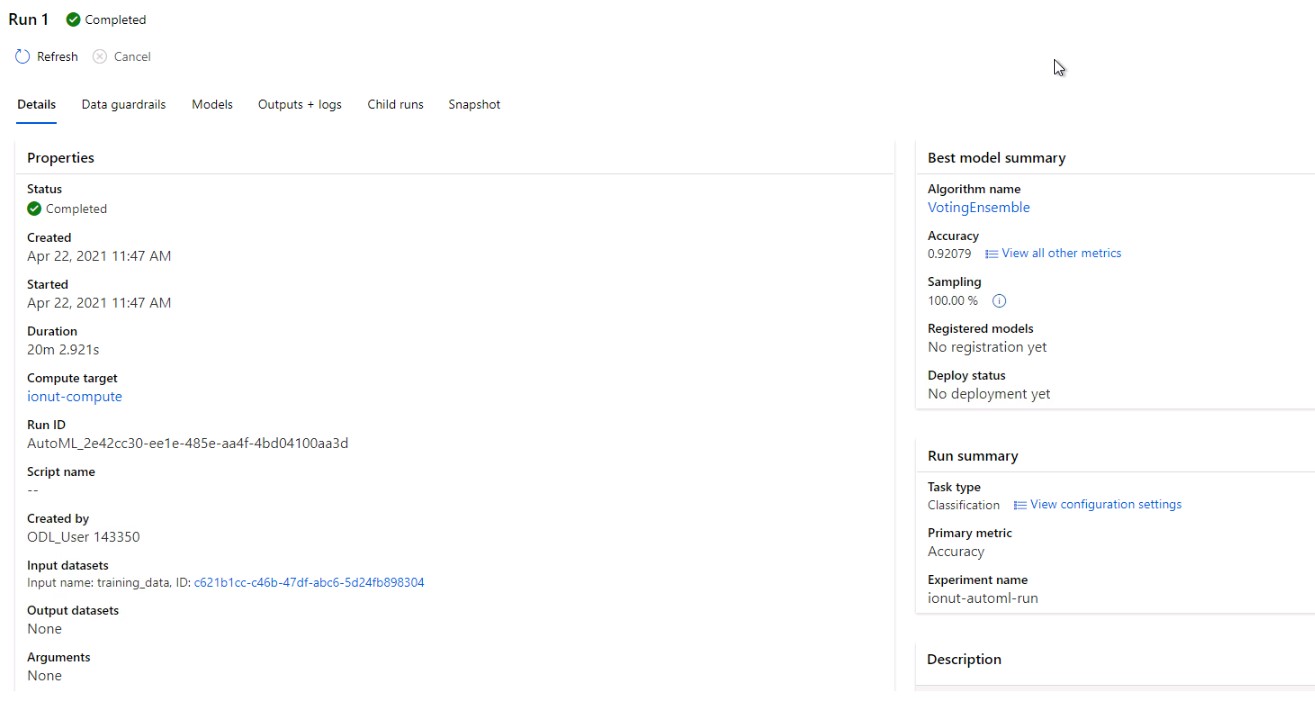 Run 1 Completed
Refresh Cancel
Details Data guardrails Models Outputs + logs Child runs Snapshot
Properties
Status
Completed
Created
Apr 22, 2021 11:47 AM
Started
Apr 22, 2021 11:47 AM
Duration
20m 2.921s
Compute target
ionut-compute
Run ID
AutoML_2e42cc30-ee1e-485e-aa4f-4bd04100aa3d
Script name
--
Created by
ODL_User 143350
Input datasets
Input name: training_data, ID: c621b1cc-c46b-47df-abc6-5d24fb898304
Output datasets
None
Arguments
None
Best model summary
Algorithm name
VotingEnsemble
Accuracy
0.92079 View all other metrics
Sampling
100.00 %
Registered models
No registration yet
Deploy status
No deployment yet
Run summary
Task type
Classification View configuration settings
Primary metric
Accuracy
Experiment name
ionut-automl-run
Description